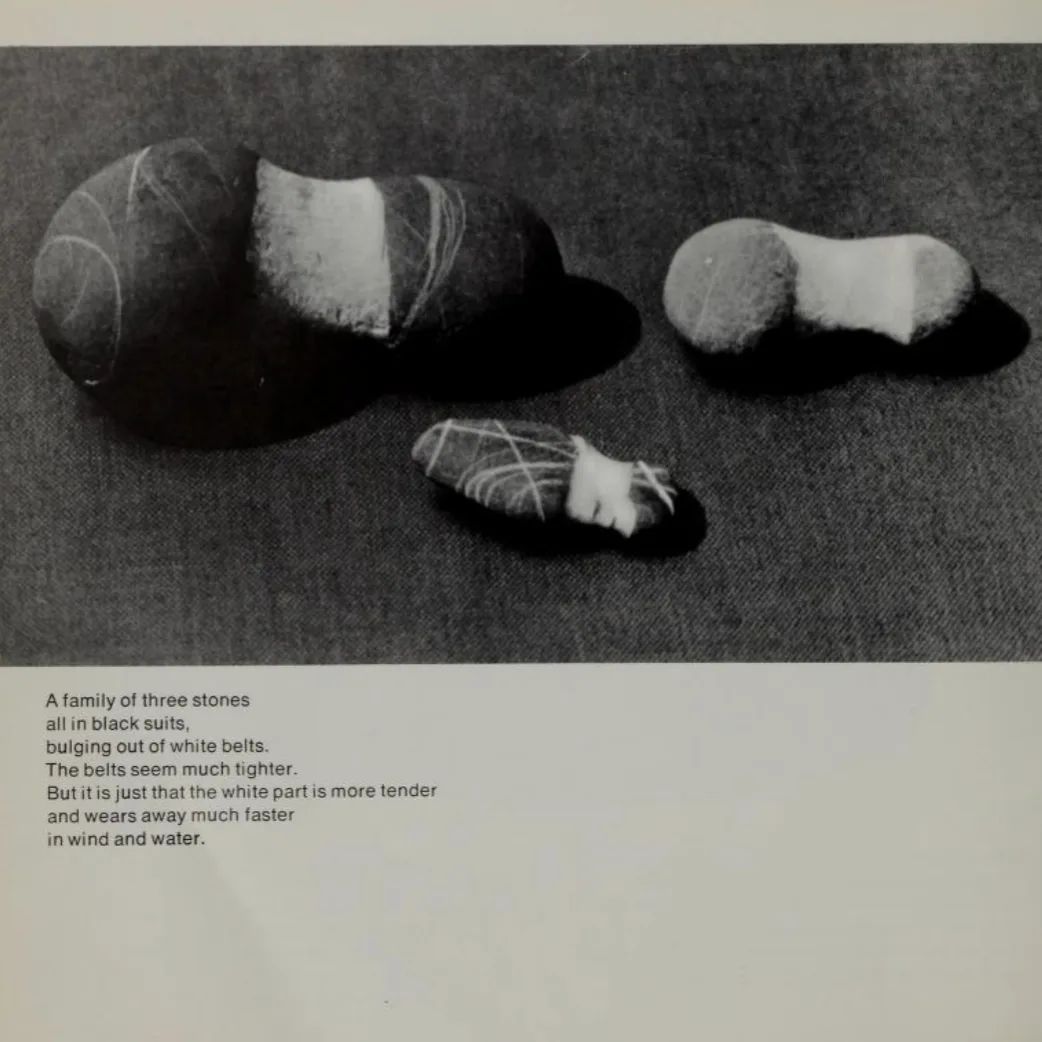 A family of three stones
all in black suits,
bulging out of white belts.
The belts seem much tighter.
But it is just that the white part is more tender
and wears away much faster
in wind and water.